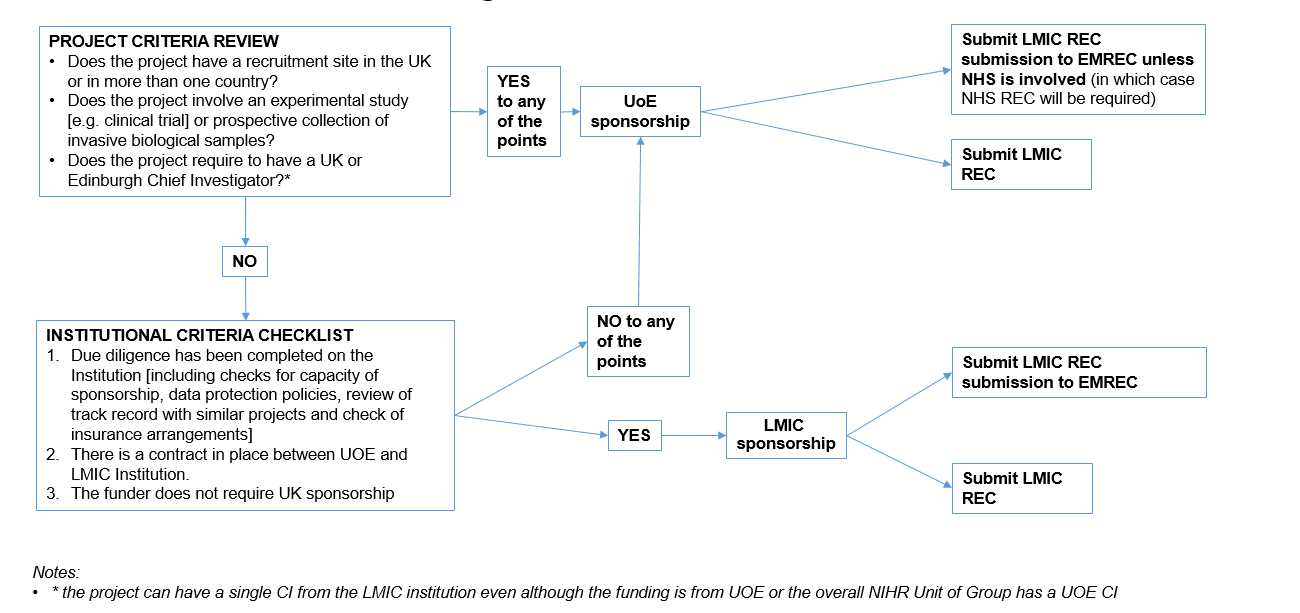 PROJECT CRITERIA REVIEW
• Does the project have a recruitment site in the UK
or in more than one country?
• Does the project involve an experimental study
[e.g. clinical trial] or prospective collection of
invasive biological samples?
• Does the project require to have a UK or
Edinburgh Chief Investigator?*
YES
to any
of the
points
UoE
sponsorship
Submit LMIC REC
submission to EMREC unless
NHS is involved (in which case
NHS REC will be required)
Submit LMIC
REC
NO
INSTITUTIONAL CRITERIA CHECKLIST
1. Due diligence has been completed on the
Institution [including checks for capacity of
sponsorship, data protection policies, review of
track record with similar projects and check of
insurance arrangements]
2. There is a contract in place between UOE and
LMIC Institution.
3. The funder does not require UK sponsorship
NO to any
of the
points
YES
LMIC
sponsorship
Submit LMIC REC
submission to EMREC
Submit LMIC
REC
Notes:
• * the project can have a single CI from the LMIC institution even although the funding is from UOE or the overall NIHR Unit of Group has a UOE CI